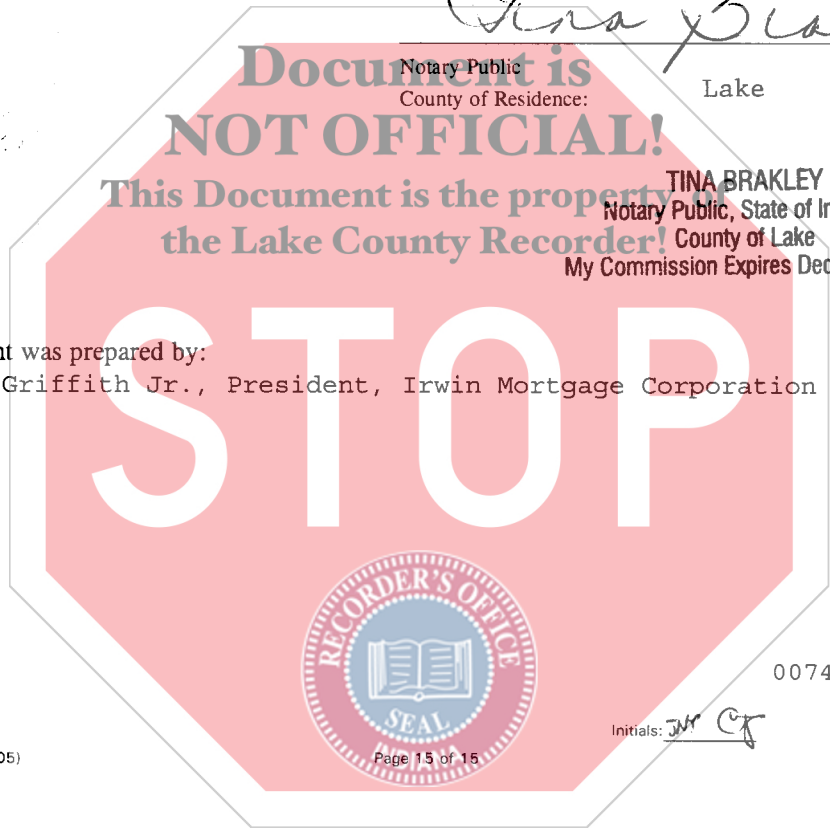 Tina
Document is
Notary Public
County of Residence:
Lake
NOT OFFICIAL!
This Document is the property of
the Lake County Recorder!
TINA BRAKLEY
Notary Public, State of In
County of Lake
My Commission Expires Dec
STOP
nt was prepared by:
Griffith Jr., President, Irwin Mortgage Corporation
RECORDER'S OFFICE
SEAL
INDIANA
0074
Initials:
05)
Page 15 of 15